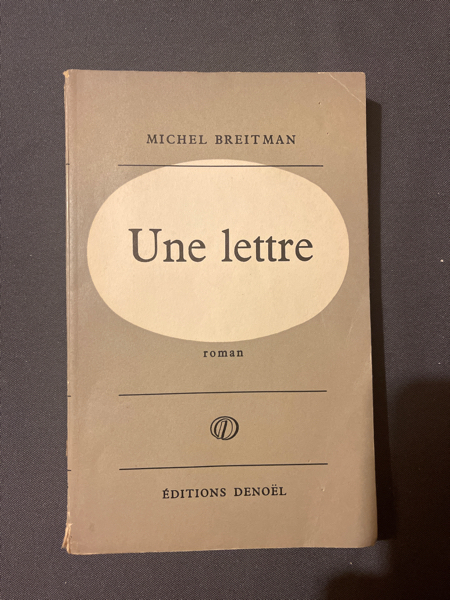 MICHEL BREITMAN
Une lettre
roman
ÉDITIONS DENOËL